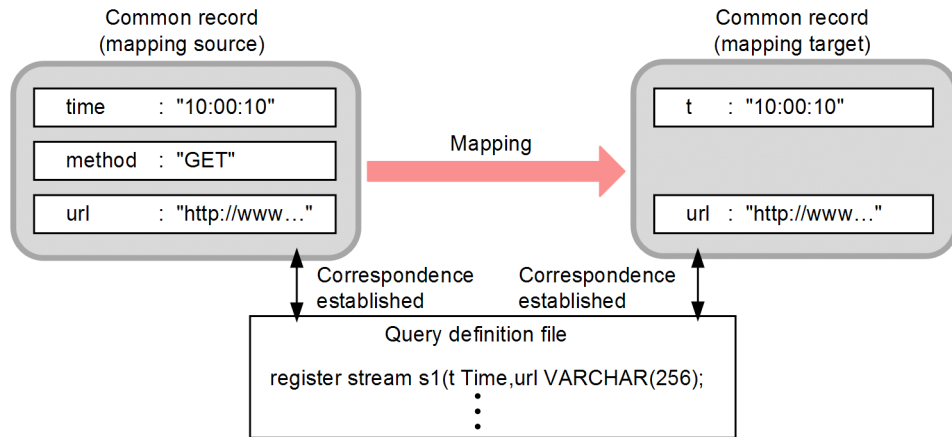 Common record
(mapping source)
time : "10:00:10"
method : "GET"
url : "http://www…"
Mapping
Common record
(mapping target)
t : "10:00:10"
url : "http://www…"
Correspondence
established
Correspondence
established
Query definition file
register stream s1(t Time,url VARCHAR(256);